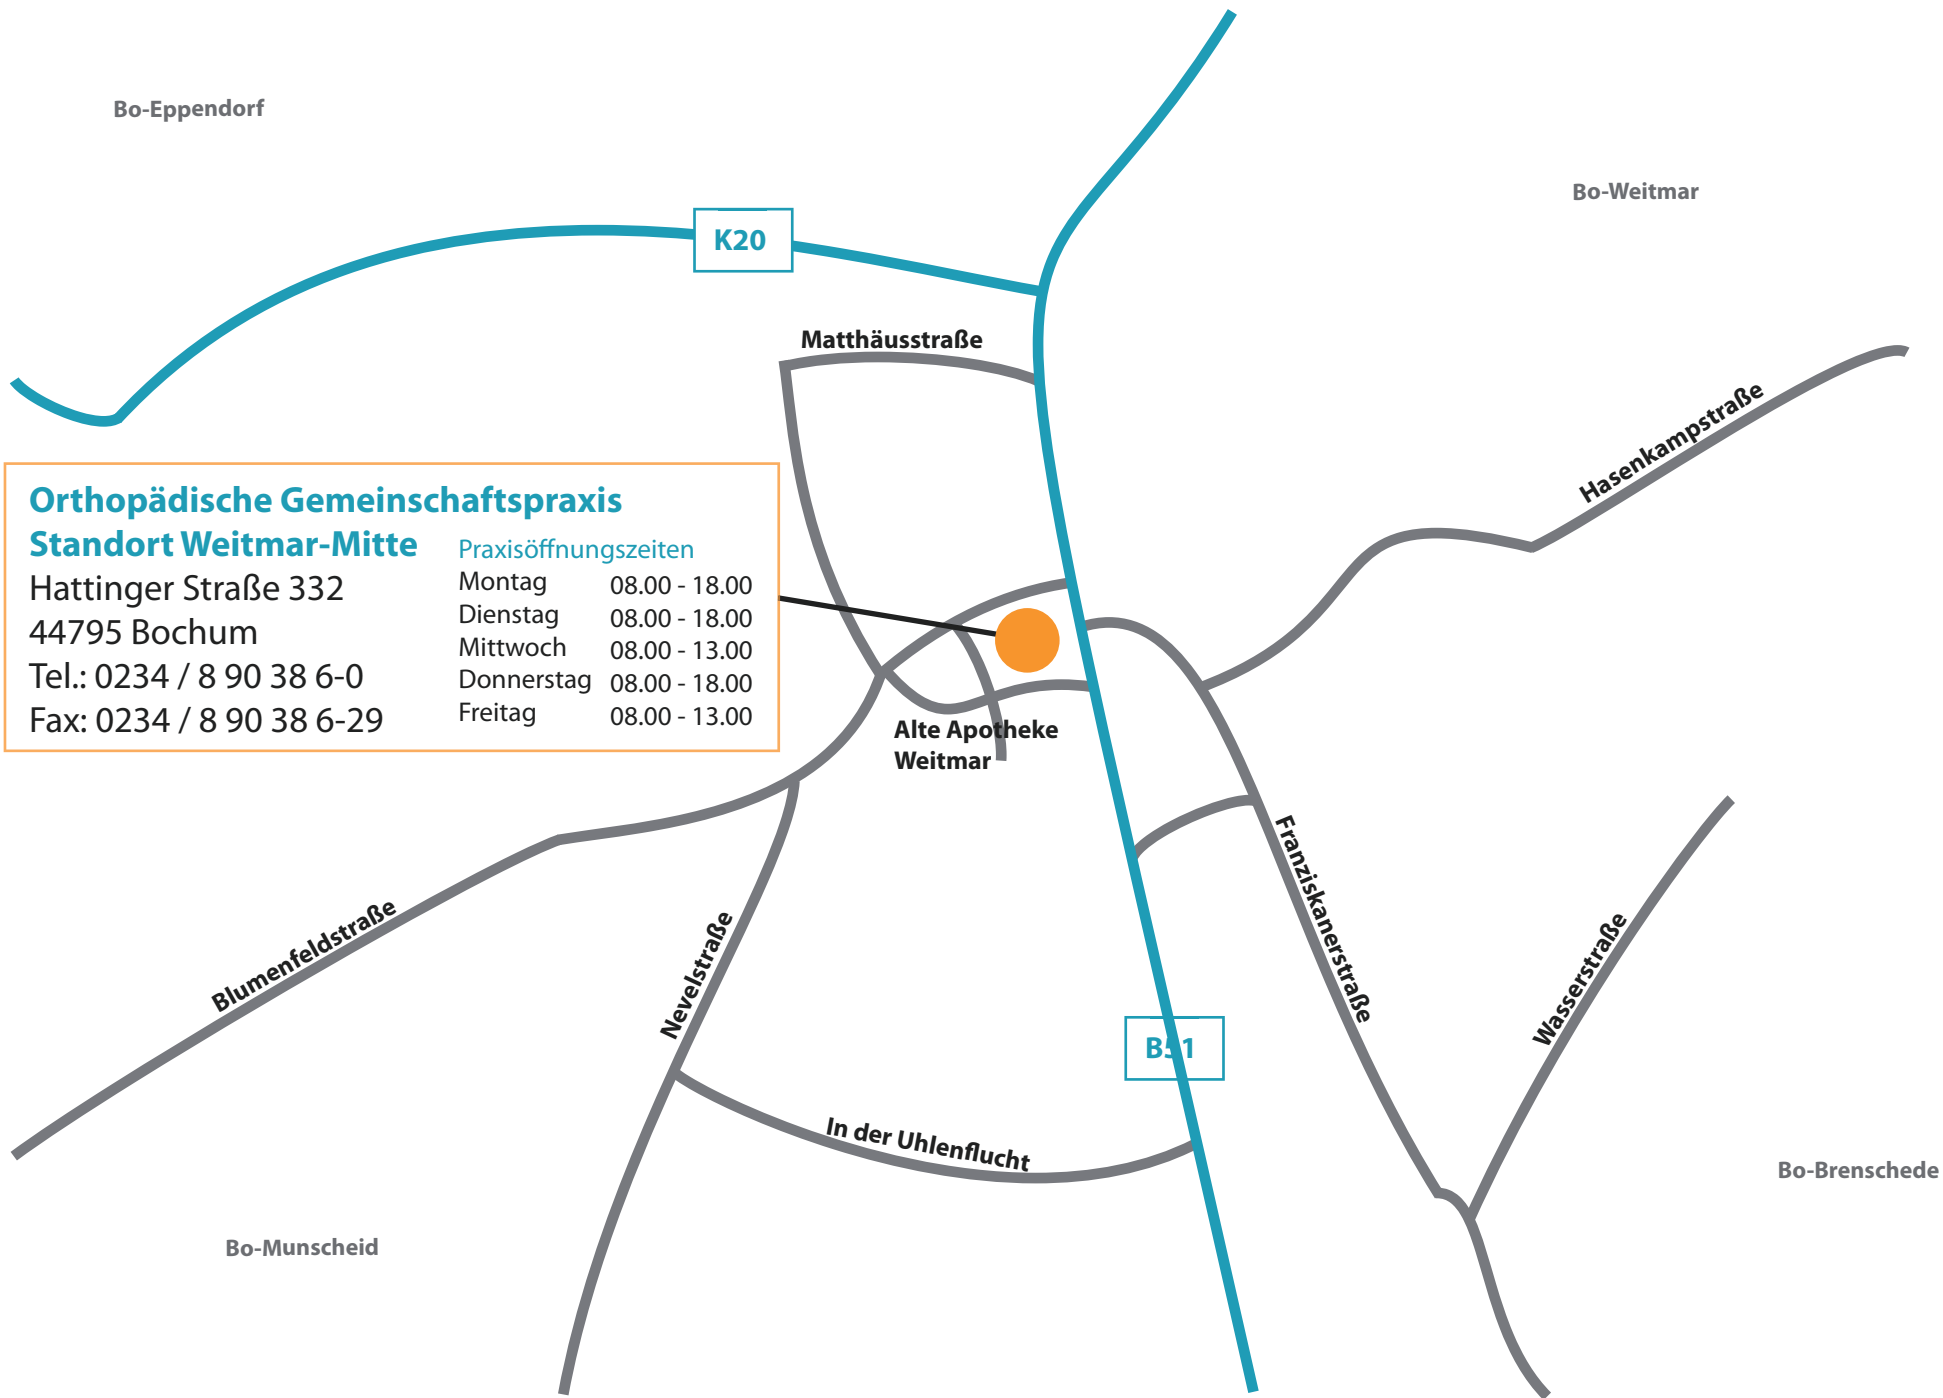 Bo-Eppendorf
Bo-Weitmar
K20
Matthäusstraße
Hasenkampstraße
Orthopädische Gemeinschaftspraxis
Standort Weitmar-Mitte
Hattinger Straße 332
44795 Bochum
Tel.: 0234 / 8 90 38 6-0
Fax: 0234 / 8 90 38 6-29
Praxisöffnungszeiten
Montag 08.00 - 18.00
Dienstag 08.00 - 18.00
Mittwoch 08.00 - 13.00
Donnerstag 08.00 - 18.00
Freitag 08.00 - 13.00
Alte Apotheke
Weitmar
Franziskanerstraße
Blumenfeldstraße
Nevelstraße
Wasserstraße
B51
In der Uhlenflucht
Bo-Brenschede
Bo-Munscheid